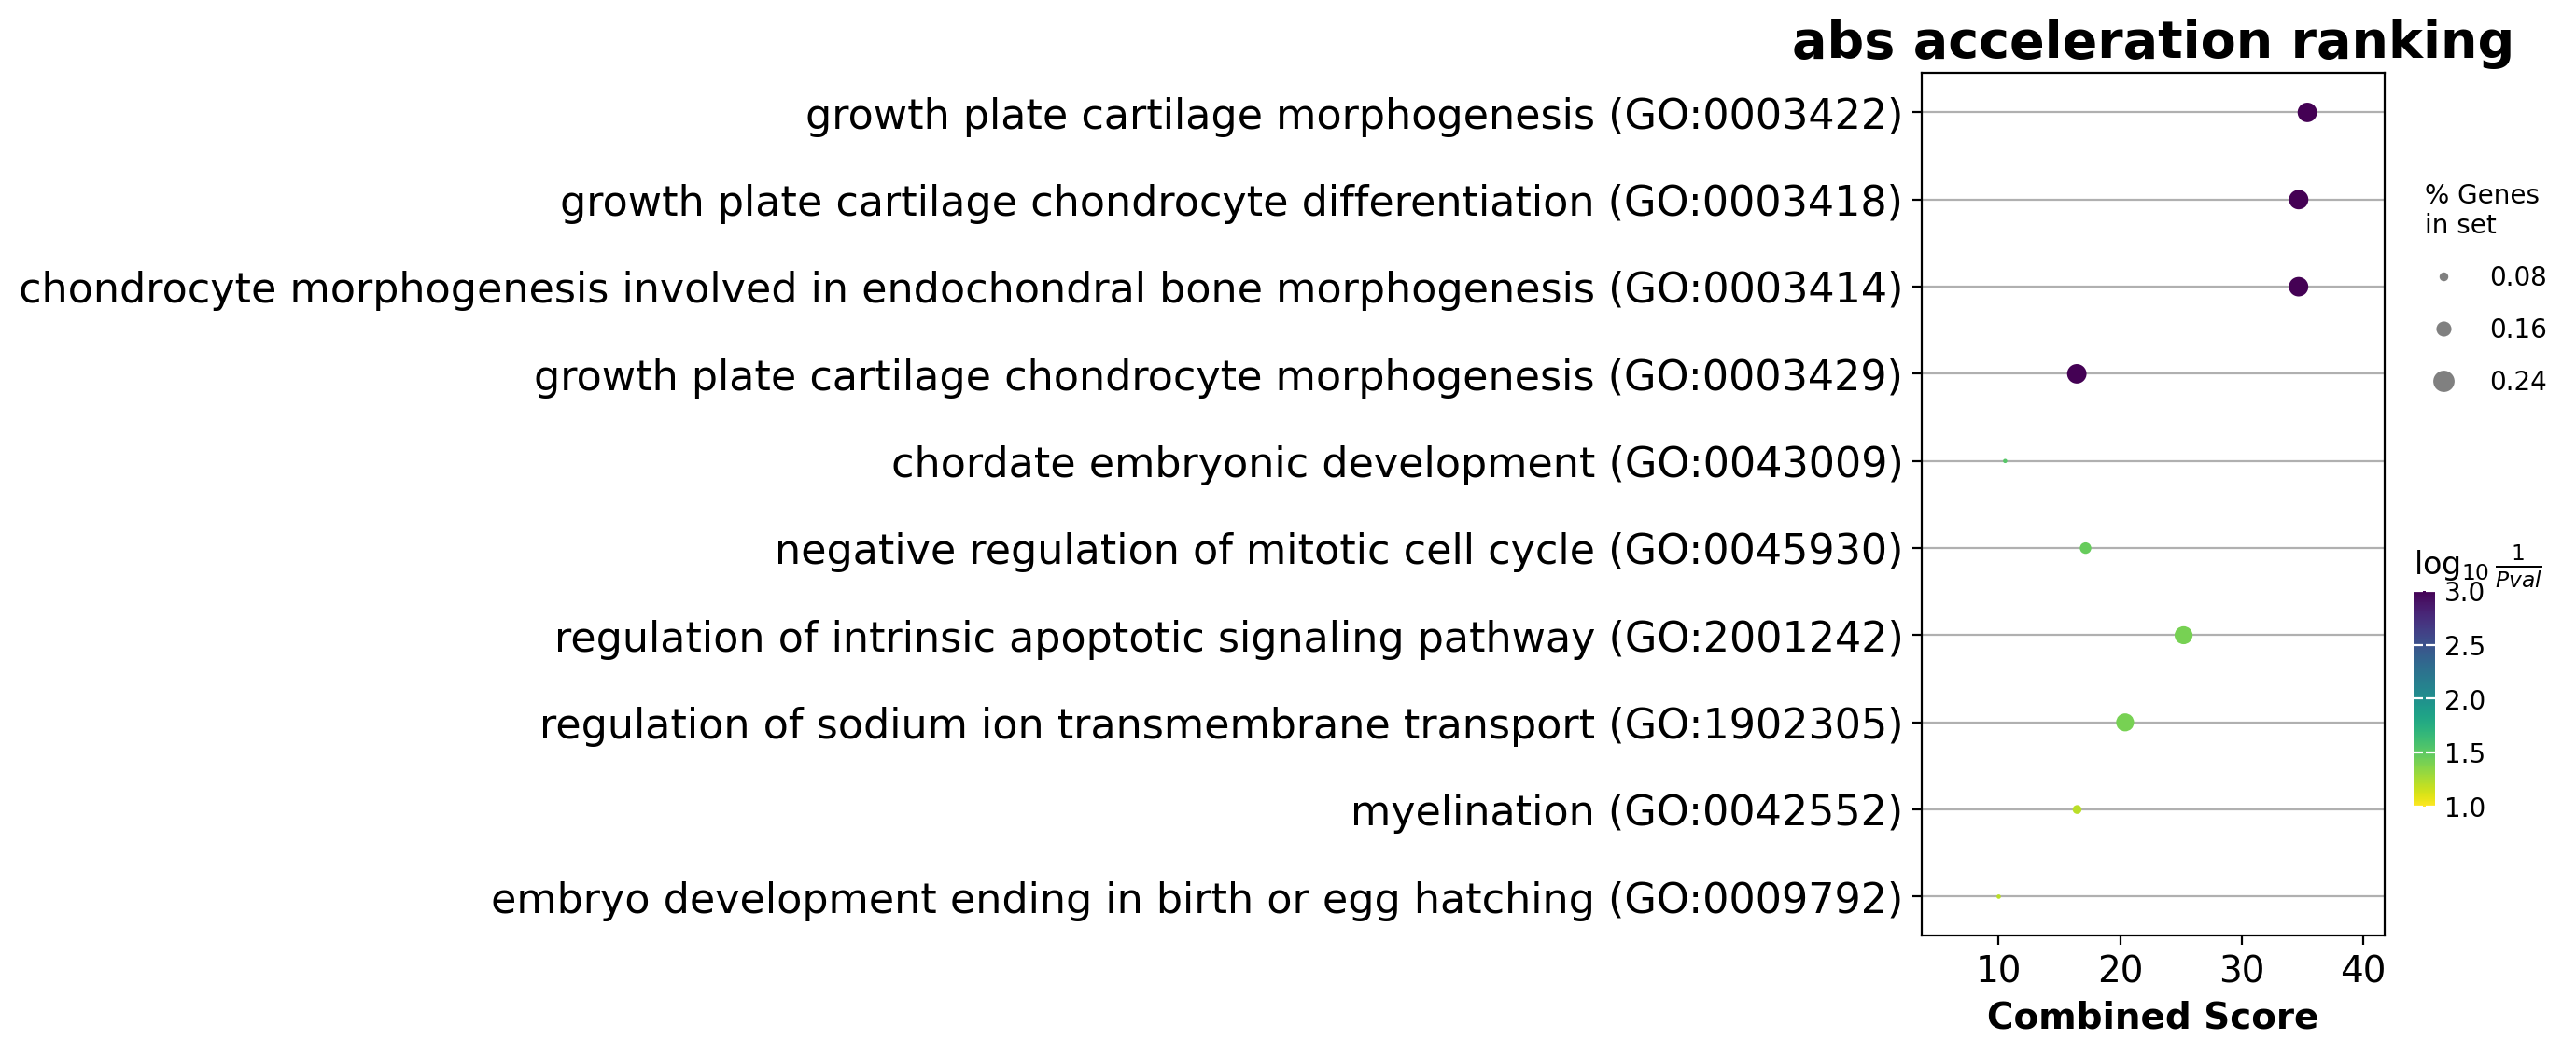 abs acceleration ranking
growth plate cartilage morphogenesis (GO:0003422)
growth plate cartilage chondrocyte differentiation (GO:0003418)
chondrocyte morphogenesis involved in endochondral bone morphogenesis (GO:0003414)
growth plate cartilage chondrocyte morphogenesis (GO:0003429)
chordate embryonic development (GO:0043009)
negative regulation of mitotic cell cycle (GO:0045930)
regulation of intrinsic apoptotic signaling pathway (GO:2001242)
regulation of sodium ion transmembrane transport (GO:1902305)
myelination (GO:0042552)
embryo development ending in birth or egg hatching (GO:0009792)
10 20 30 40
Combined Score
% Genes
in set
0.08
0.16
0.24
log₁₀ 1/Pval
3.0
2.5
2.0
1.5
1.0